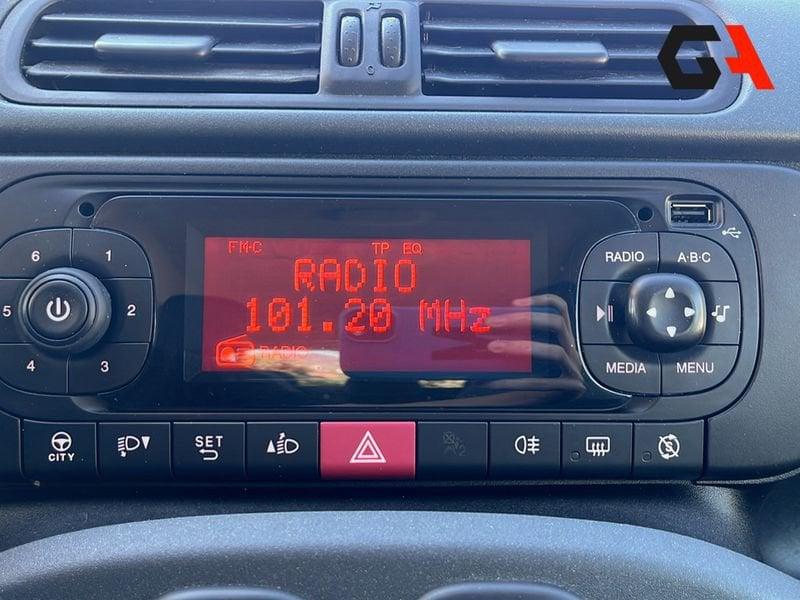 GA
FM-C TP EQ
RADIO
101.20 MHz
RADIO
6 1
5 2
4 3
RADIO A·B·C
MEDIA MENU
CITY
SET